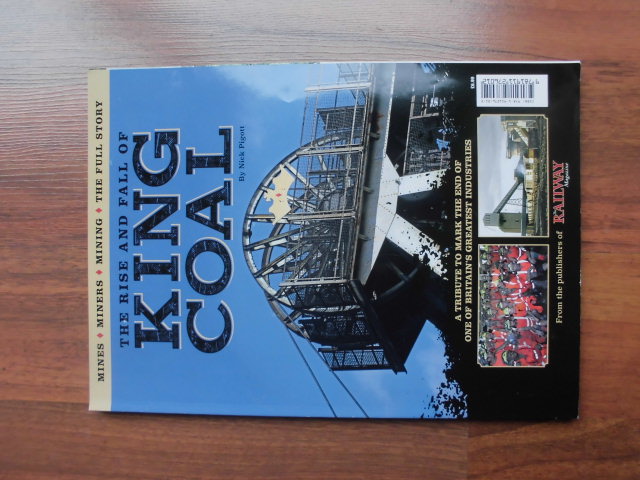 MINES ♦ MINERS ♦ MINING ♦ THE FULL STORY
THE RISE AND FALL OF
KING
COAL
By Nick Pigott
A TRIBUTE TO MARK THE END OF
ONE OF BRITAIN'S GREATEST INDUSTRIES
From the publishers of
RAILWAY
Magazine